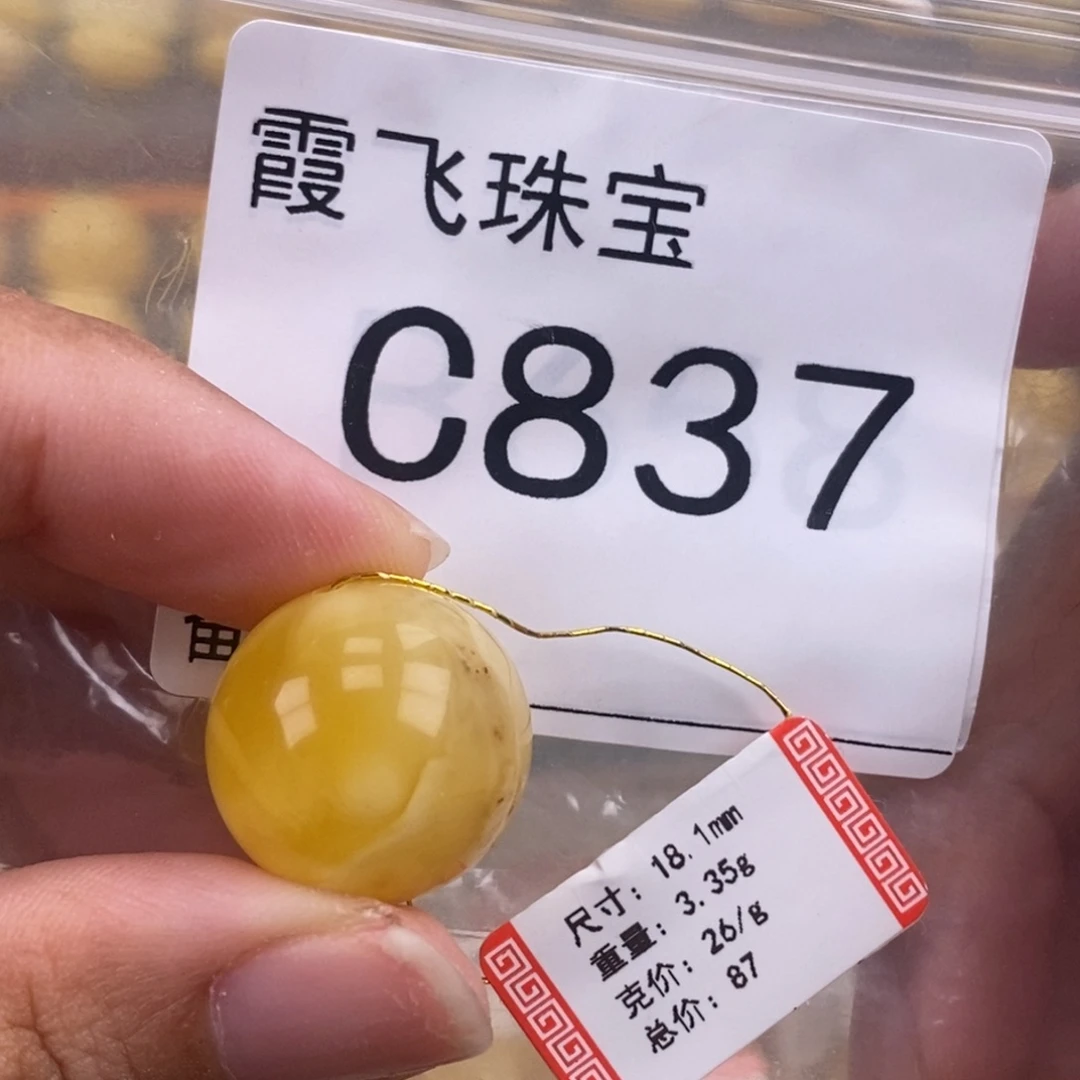 霞飞珠宝
C837
尺寸: 18.1mm
重量: 3.35g
克价: 26/g
总价: 87